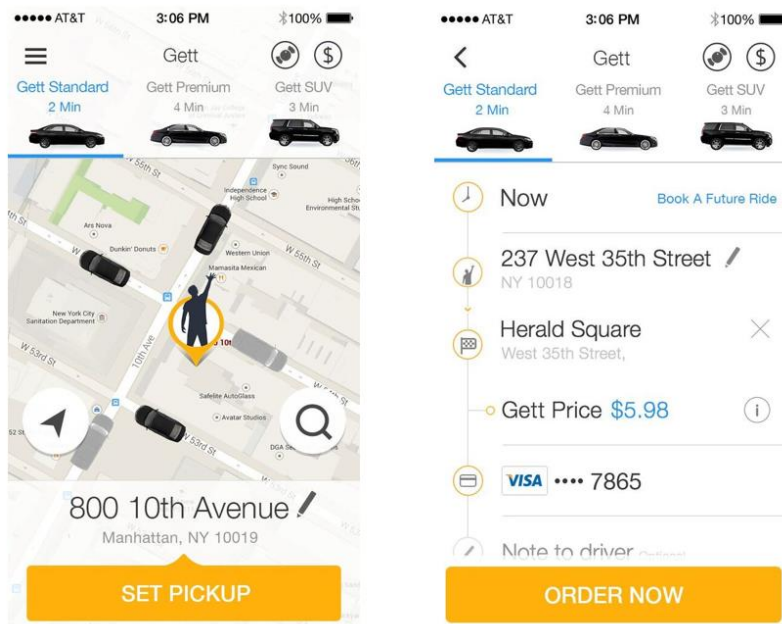 AT&T 3:06 PM 100%
Gett
$
Gett Standard Gett Premium Gett SUV
2 Min 4 Min 3 Min
W 55th St
Sync Sound
Independence
High School
Ars Nova
Dunkin' Donuts
Western Union
W 55th St
Mamasita Mexican
New York City
Sanitation Department
10th Ave
W 53rd St
Safelite AutoGlass
Avatar Studios
W 53rd St
800 10th Avenue
Manhattan, NY 10019
SET PICKUP
AT&T 3:06 PM 100%
Gett
$
Gett Standard Gett Premium Gett SUV
2 Min 4 Min 3 Min
Now Book A Future Ride
237 West 35th Street
NY 10018
Herald Square
West 35th Street,
Gett Price $5.98
i
VISA •••• 7865
Note to driver Optional
ORDER NOW